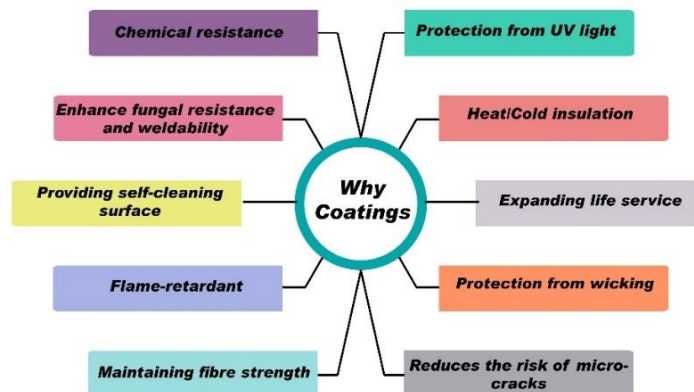 Chemical resistance
Protection from UV light
Enhance fungal resistance
and weldability
Heat/Cold insulation
Why
Coatings
Providing self-cleaning
surface
Expanding life service
Flame-retardant
Protection from wicking
Maintaining fibre strength
Reduces the risk of micro-
cracks